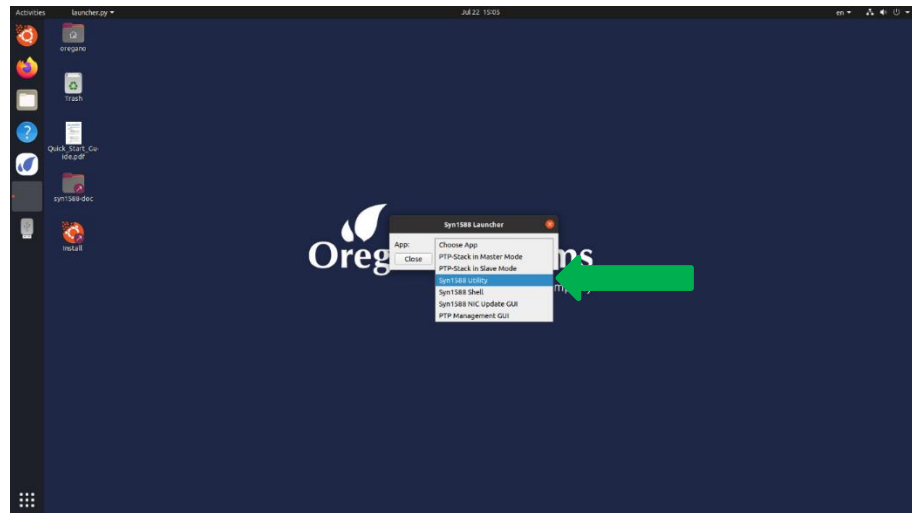 Activities
launcher.py
Jul 22 15:05
en
oregano
Trash
Quick_Start_Gu-
ide.pdf
syn1588-doc
Install
Syn1588 Launcher
App:
Choose App
Close
PTP-Stack in Master Mode
PTP-Stack in Slave Mode
Syn1588 Utility
Syn1588 Shell
Syn1588 NIC Update GUI
PTP Management GUI
Oreg
ms